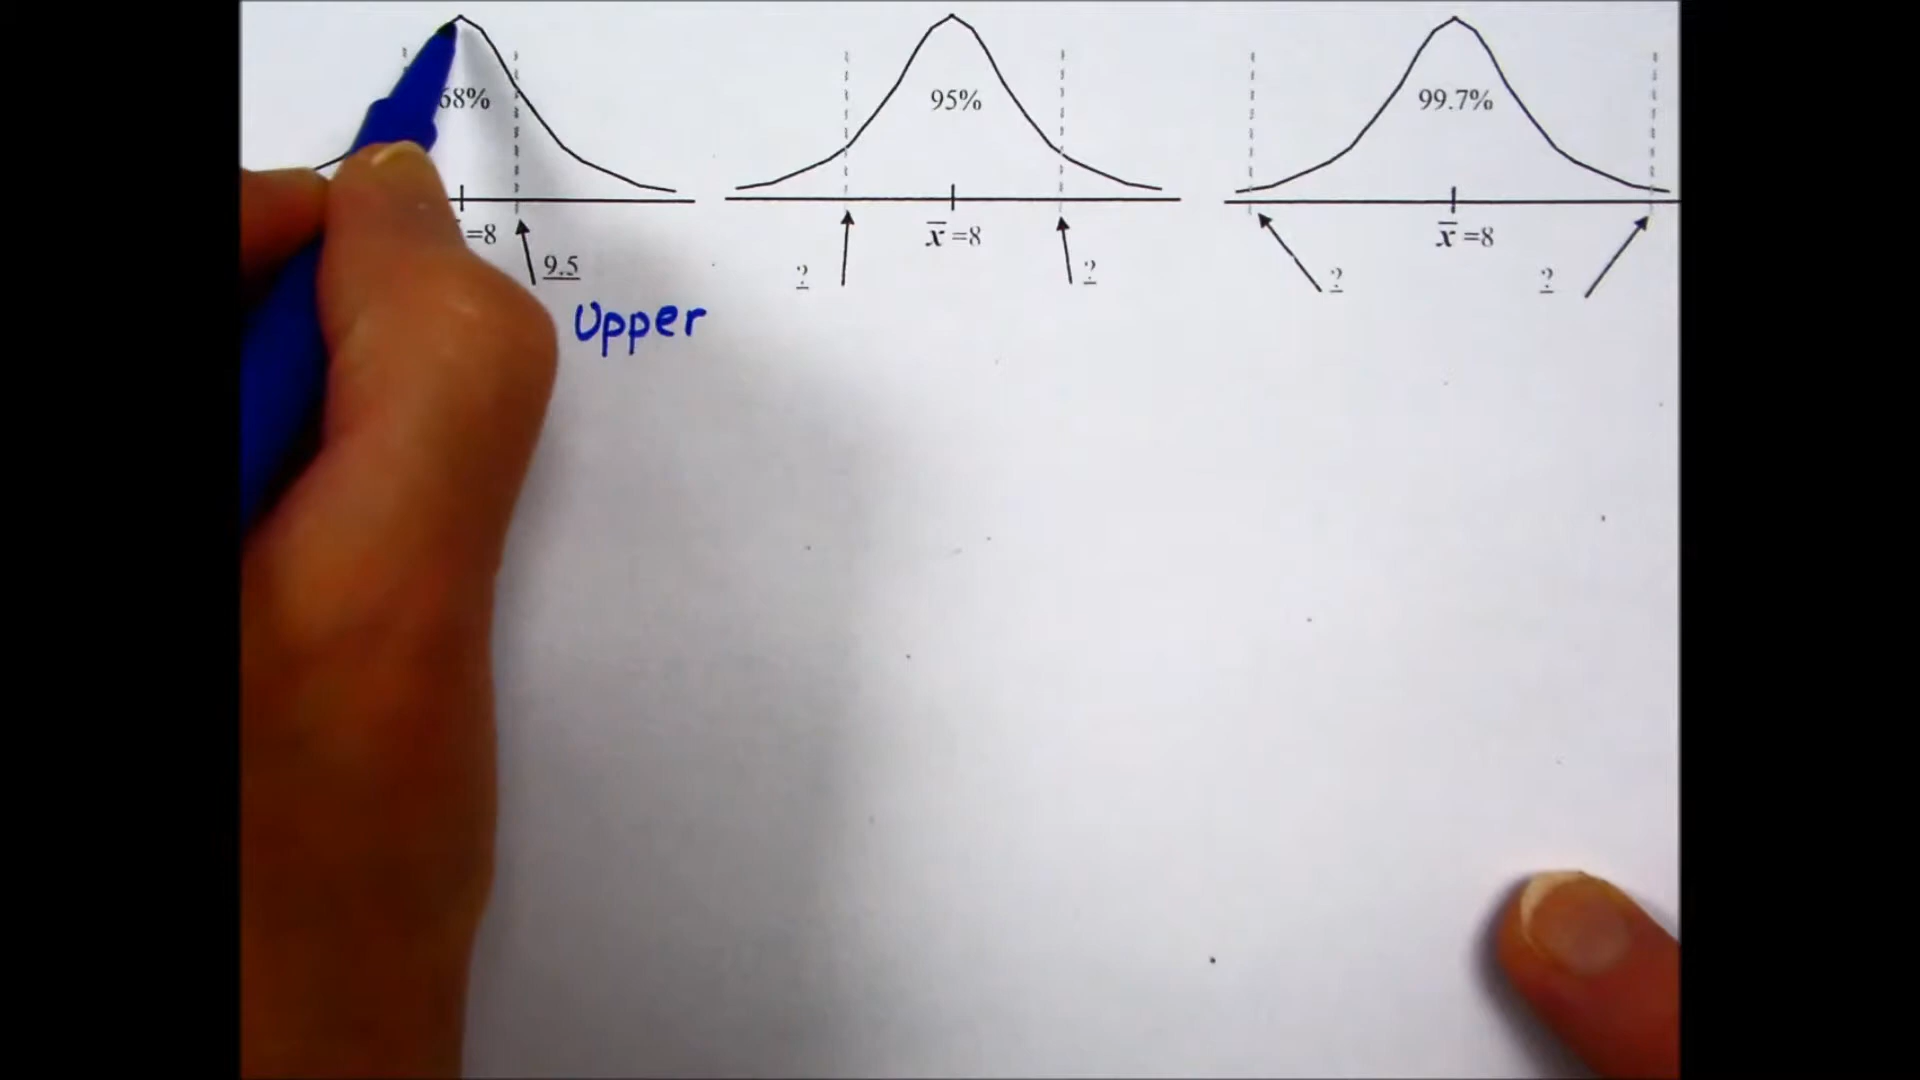 68% 95% 99.7%
=8 x̄ =8 x̄ =8
9.5 ? ? ? ?
Upper